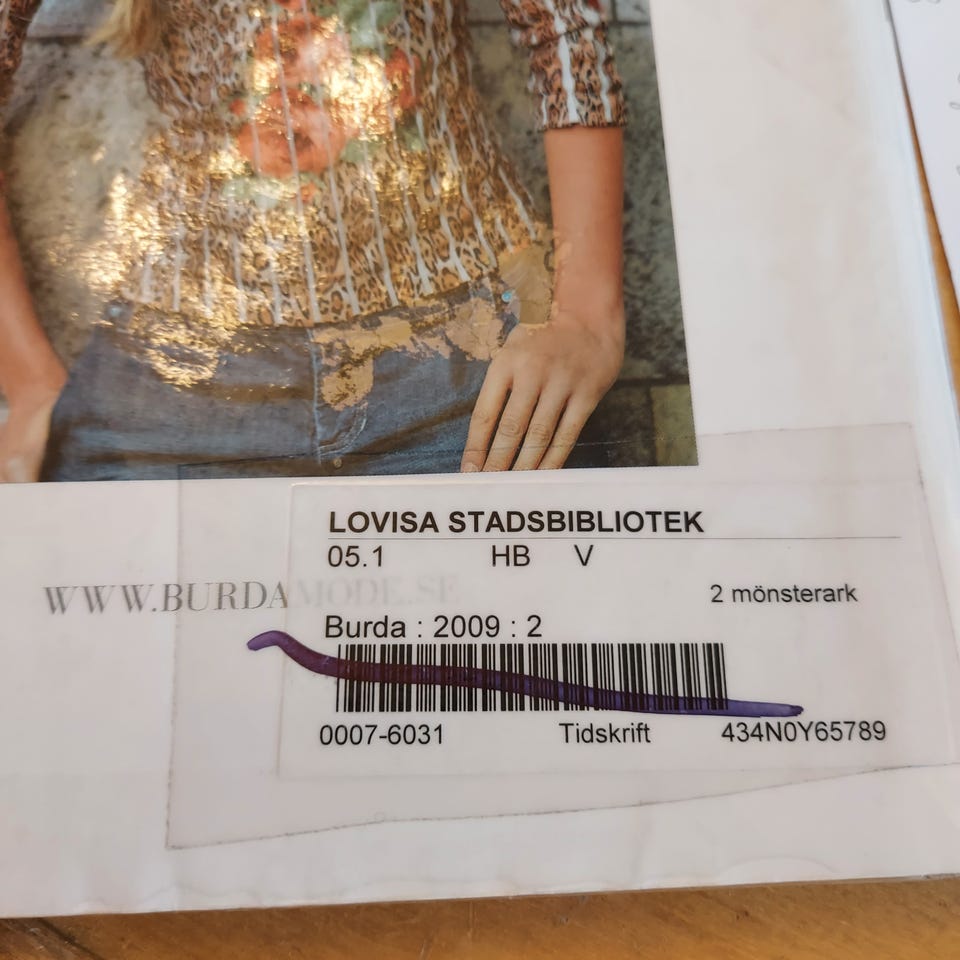 LOVISA STADSBIBLIOTEK
05.1 HB V
WWW.BURDAMODE.SE
2 mönsterark
Burda : 2009 : 2
0007-6031 Tidskrift 434N0Y65789